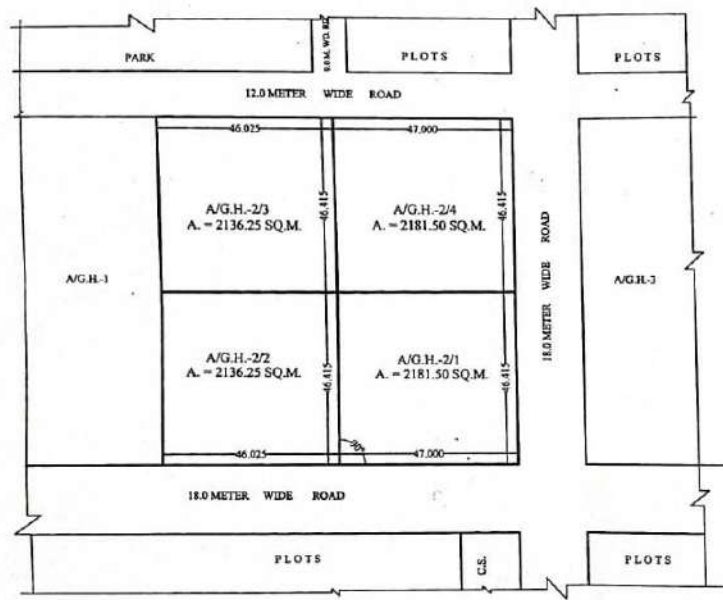 PARK
9.0 M. WD. RD.
PLOTS
PLOTS
12.0 METER WIDE ROAD
46.025
47.000
A/G.H.-2/3
A. = 2136.25 SQ.M.
46.415
A/G.H.-2/4
A. = 2181.50 SQ.M.
46.415
A/G.H.-1
18.0 METER WIDE ROAD
A/G.H.-3
A/G.H.-2/2
A. = 2136.25 SQ.M.
46.415
A/G.H.-2/1
A. = 2181.50 SQ.M.
46.415
46.025
90°
47.000
18.0 METER WIDE ROAD
PLOTS
C.S.
PLOTS